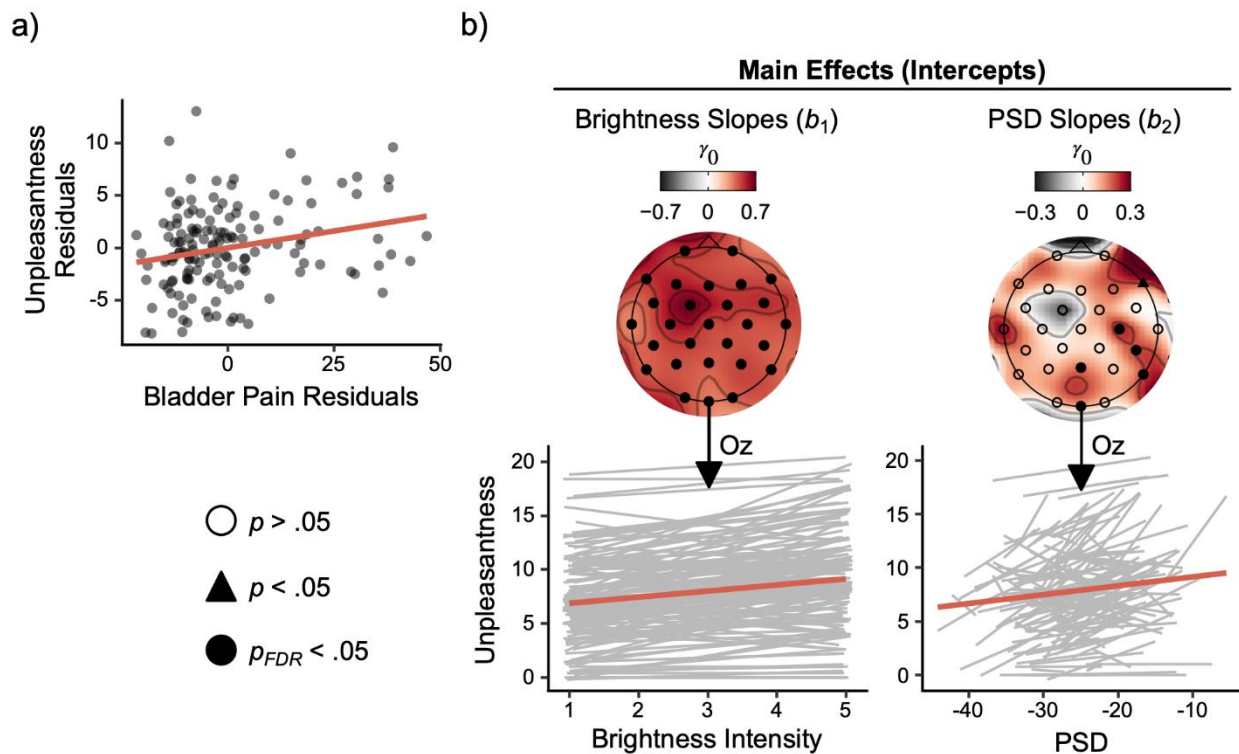 a)
Unpleasantness
Residuals
10
5
0
-5
0
25
50
Bladder Pain Residuals
p > .05
p < .05
pFDR < .05
b)
Main Effects (Intercepts)
Brightness Slopes (b1)
γ0
−0.7 0 0.7
PSD Slopes (b2)
γ0
−0.3 0 0.3
Oz
Oz
Unpleasantness
20
15
10
5
0
1 2 3 4 5
Brightness Intensity
20
15
10
5
0
-40 -30 -20 -10
PSD